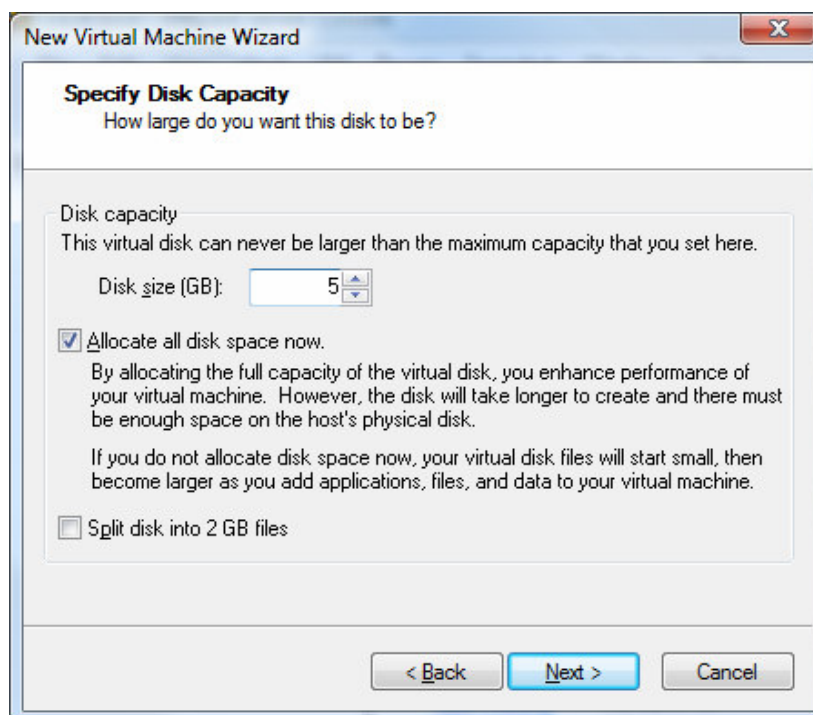 New Virtual Machine Wizard
X
Specify Disk Capacity
How large do you want this disk to be?
Disk capacity
This virtual disk can never be larger than the maximum capacity that you set here.
Disk size (GB): 5
Allocate all disk space now.
By allocating the full capacity of the virtual disk, you enhance performance of
your virtual machine. However, the disk will take longer to create and there must
be enough space on the host's physical disk.
If you do not allocate disk space now, your virtual disk files will start small, then
become larger as you add applications, files, and data to your virtual machine.
Split disk into 2 GB files
< Back Next > Cancel